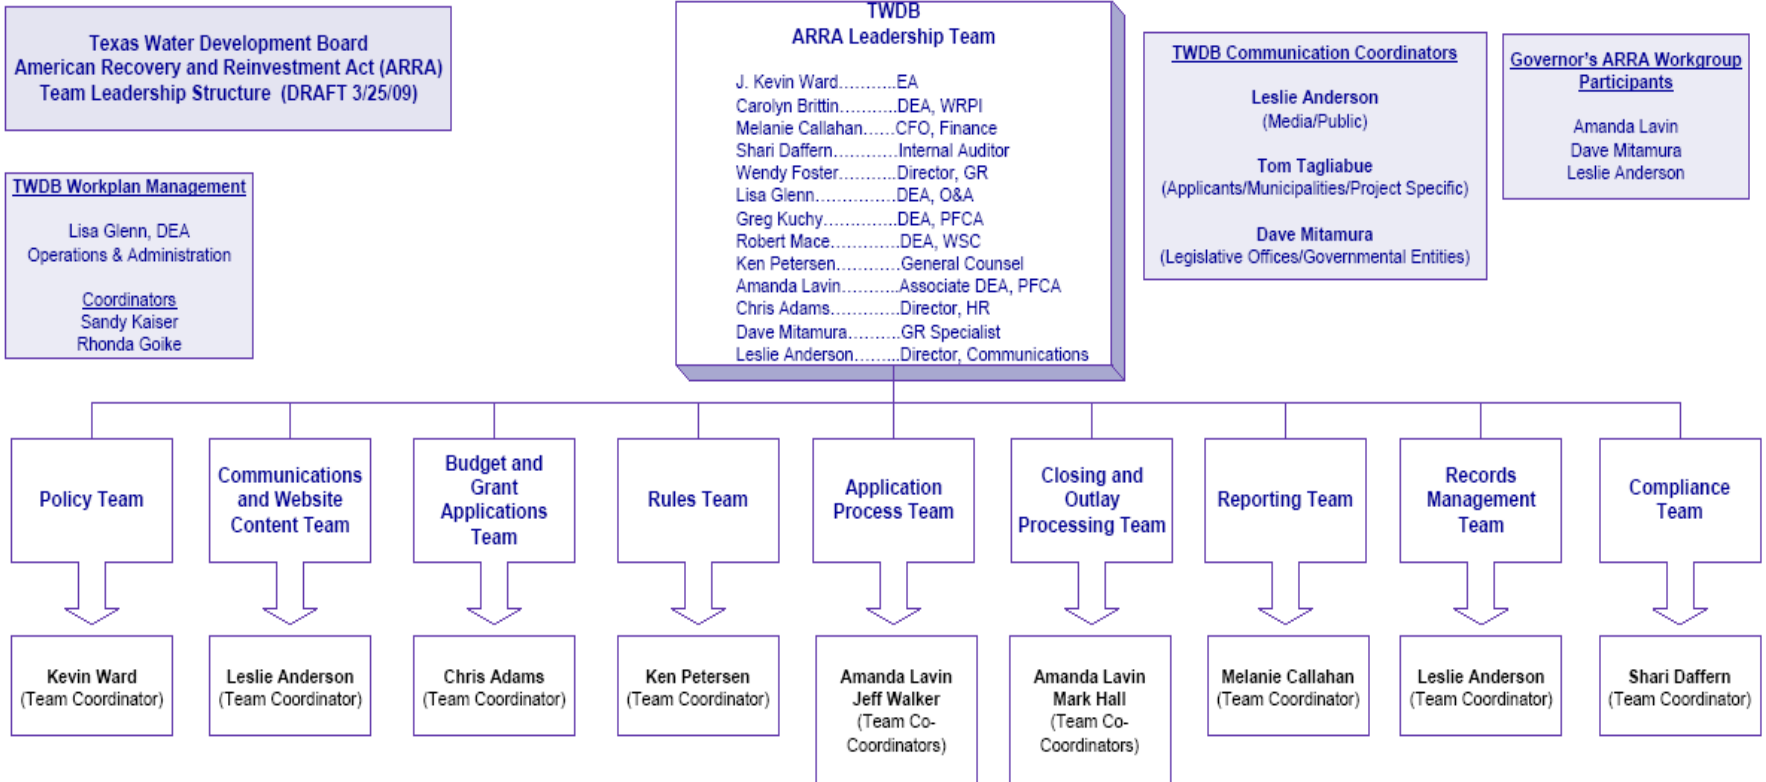 Texas Water Development Board
American Recovery and Reinvestment Act (ARRA)
Team Leadership Structure (DRAFT 3/25/09)
TWDB Workplan Management
Lisa Glenn, DEA
Operations & Administration
Coordinators
Sandy Kaiser
Rhonda Goike
TWDB
ARRA Leadership Team
J. Kevin Ward..........EA
Carolyn Brittin..........DEA, WRPI
Melanie Callahan......CFO, Finance
Shari Daffern...........Internal Auditor
Wendy Foster..........Director, GR
Lisa Glenn...............DEA, O&A
Greg Kuchy.............DEA, PFCA
Robert Mace............DEA, WSC
Ken Petersen...........General Counsel
Amanda Lavin..........Associate DEA, PFCA
Chris Adams............Director, HR
Dave Mitamura.........GR Specialist
Leslie Anderson........Director, Communications
TWDB Communication Coordinators
Leslie Anderson
(Media/Public)
Tom Tagliabue
(Applicants/Municipalities/Project Specific)
Dave Mitamura
(Legislative Offices/Governmental Entities)
Governor's ARRA Workgroup
Participants
Amanda Lavin
Dave Mitamura
Leslie Anderson
Policy Team
Communications
and Website
Content Team
Budget and
Grant
Applications
Team
Rules Team
Application
Process Team
Closing and
Outlay
Processing Team
Reporting Team
Records
Management
Team
Compliance
Team
Kevin Ward
(Team Coordinator)
Leslie Anderson
(Team Coordinator)
Chris Adams
(Team Coordinator)
Ken Petersen
(Team Coordinator)
Amanda Lavin
Jeff Walker
(Team Co-
Coordinators)
Amanda Lavin
Mark Hall
(Team Co-
Coordinators)
Melanie Callahan
(Team Coordinator)
Leslie Anderson
(Team Coordinator)
Shari Daffern
(Team Coordinator)